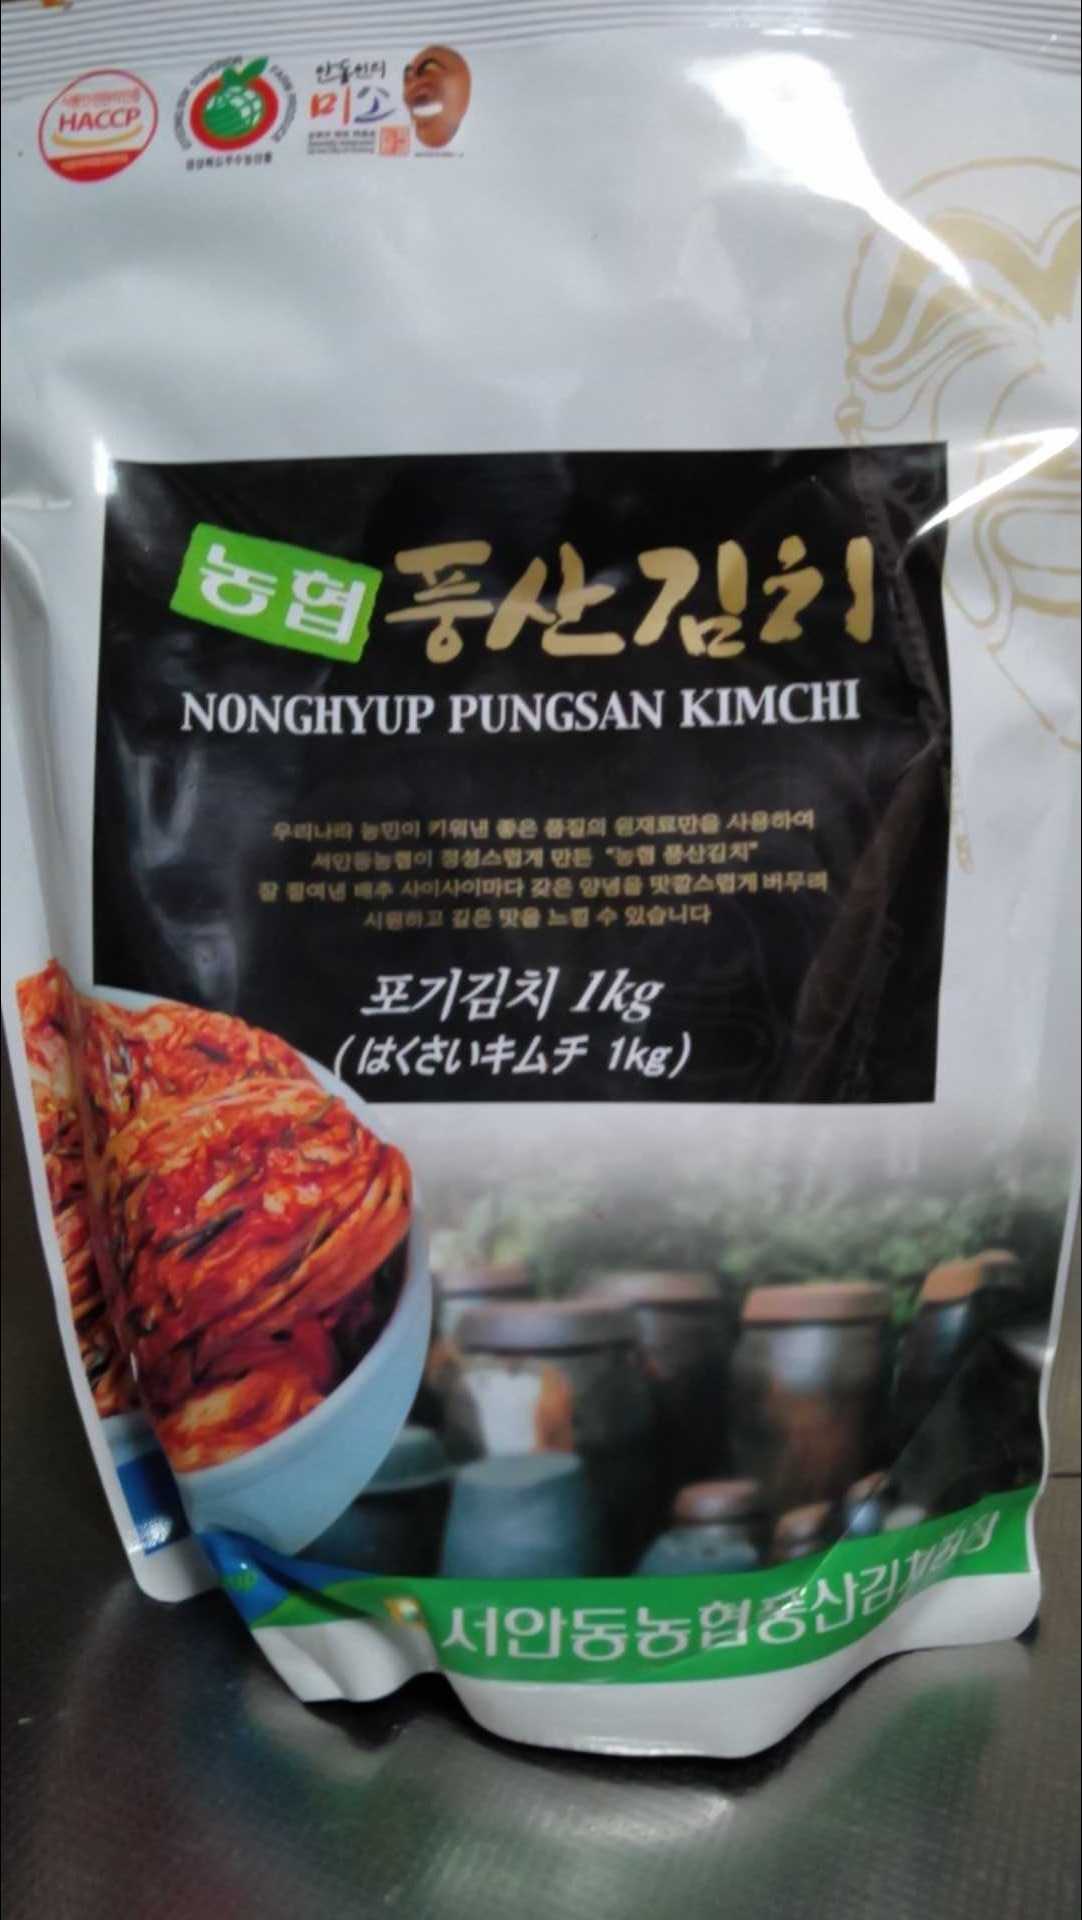 HACCP
안동인의
미소
농협 풍산김치
NONGHYUP PUNGSAN KIMCHI
우리나라 농민이 키워낸 좋은 품질의 원재료만을 사용하여
서안동농협이 정성스럽게 만든 "농협 풍산김치"
잘 절여낸 배추 사이사이마다 갖은 양념을 맛깔스럽게 버무려
시원하고 깊은 맛을 느낄 수 있습니다
포기김치 1kg
(はくさいキムチ 1kg)
서안동농협풍산김치공장